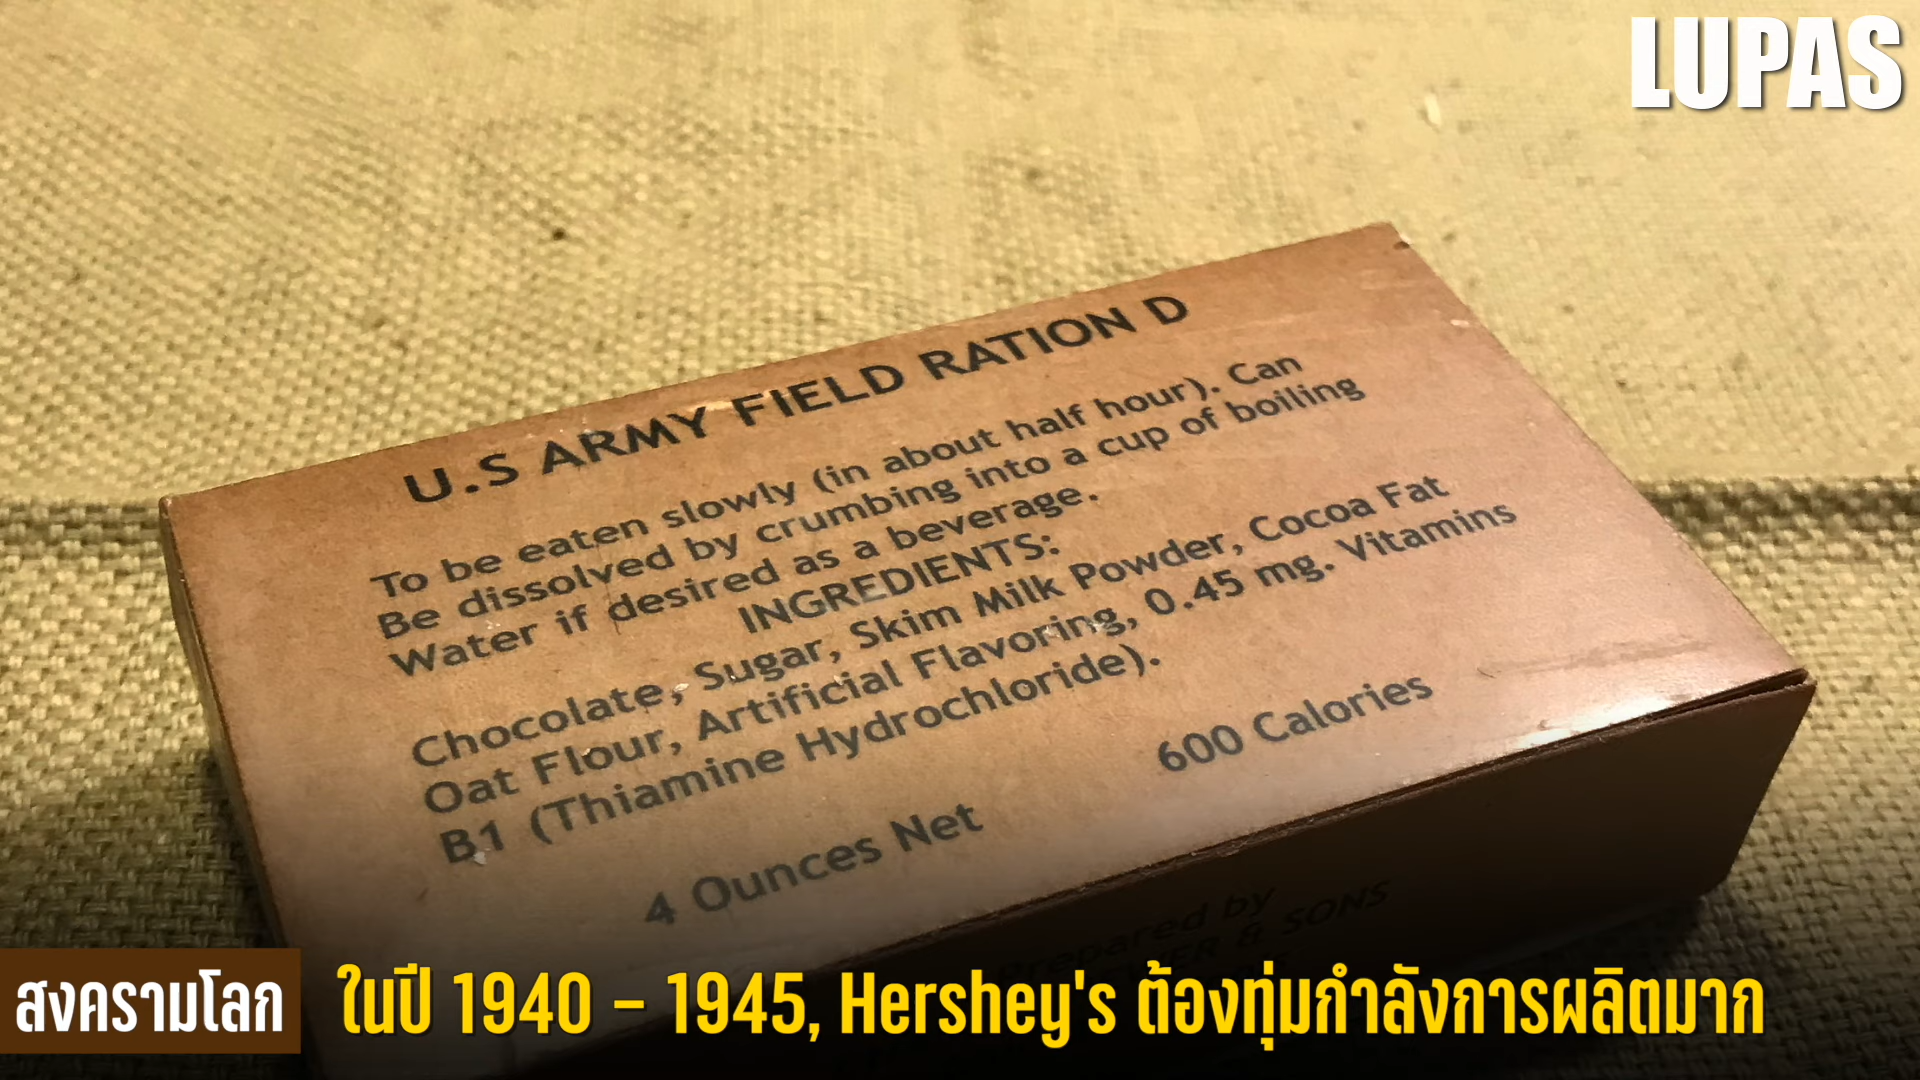 LUPAS
U.S ARMY FIELD RATION D
To be eaten slowly (in about half hour). Can
Be dissolved by crumbing into a cup of boiling
Water if desired as a beverage.
INGREDIENTS:
Chocolate, Sugar, Skim Milk Powder, Cocoa Fat
Oat Flour, Artificial Flavoring, 0.45 mg. Vitamins
B1 (Thiamine Hydrochloride).
4 Ounces Net 600 Calories
Prepared by
& SONS
สงครามโลก
ในปี 1940 – 1945, Hershey's ต้องทุ่มกำลังการผลิตมาก